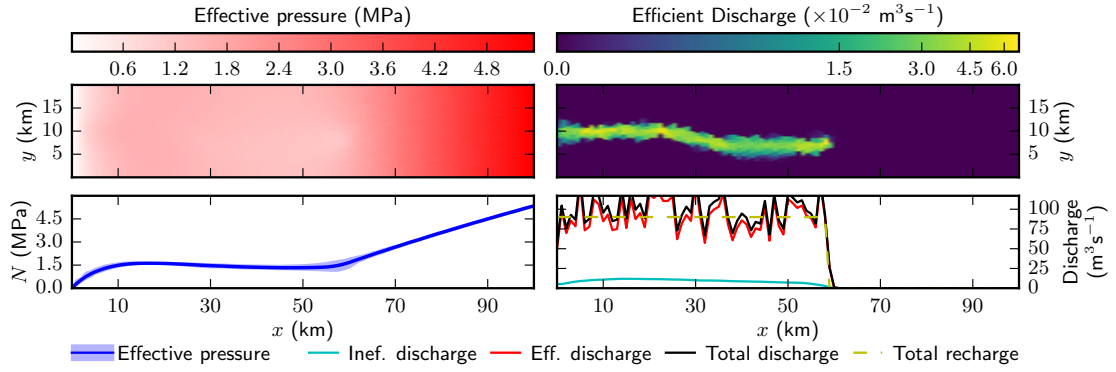 Effective pressure (MPa)
Efficient Discharge (×10⁻² m³s⁻¹)
0.6 1.2 1.8 2.4 3.0 3.6 4.2 4.8
0.0 1.5 3.0 4.5 6.0
15
10
5
y (km)
15
10
5
y (km)
4.5
3.0
1.5
0.0
N (MPa)
100
75
50
25
0
Discharge
(m³s⁻¹)
10 30 50 70 90
10 30 50 70 90
x (km)
x (km)
Effective pressure Inef. discharge Eff. discharge Total discharge Total recharge